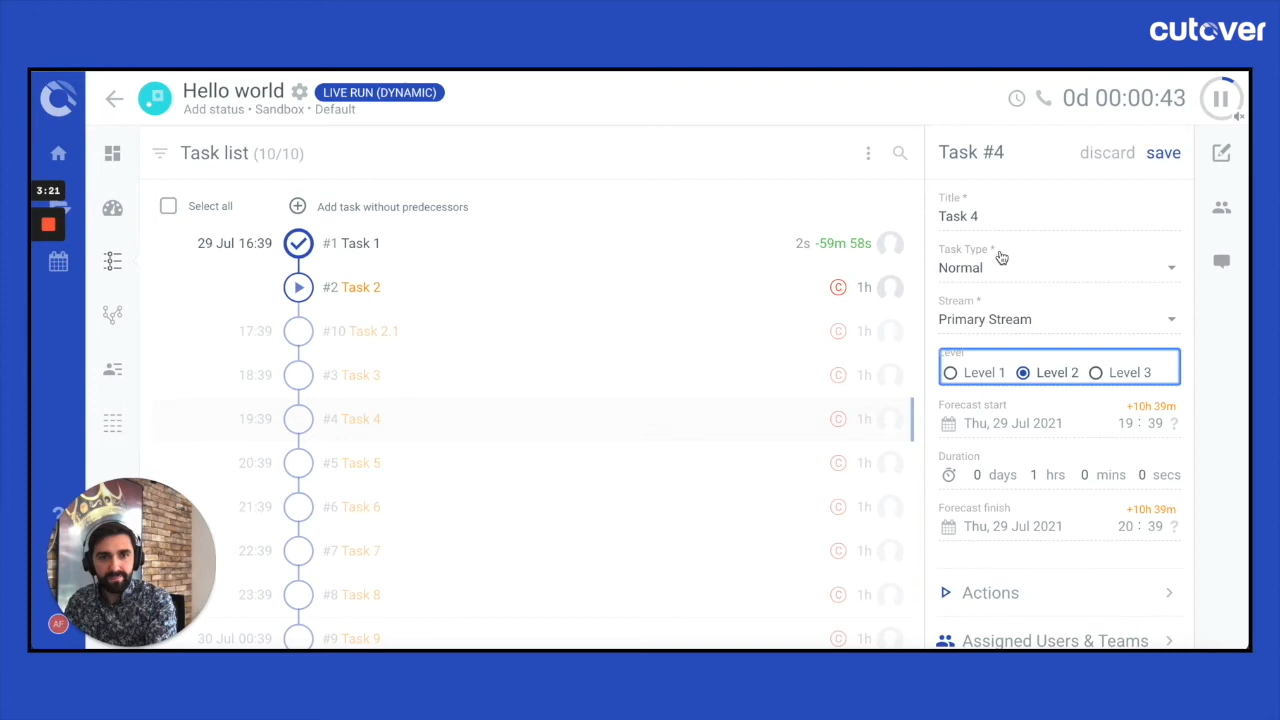 cutover
Hello world LIVE RUN (DYNAMIC)
Add status • Sandbox • Default
0d 00:00:43
3:21
Task list (10/10)
Select all
Add task without predecessors
29 Jul 16:39 #1 Task 1 2s -59m 58s
#2 Task 2 C 1h
17:39 #10 Task 2.1 C 1h
18:39 #3 Task 3 C 1h
19:39 #4 Task 4 C 1h
20:39 #5 Task 5 C 1h
21:39 #6 Task 6 C 1h
22:39 #7 Task 7 C 1h
23:39 #8 Task 8 C 1h
30 Jul 00:39 #9 Task 9 C 1h
AF
Task #4 discard save
Title *
Task 4
Task Type *
Normal
Stream *
Primary Stream
Level
Level 1 Level 2 Level 3
Forecast start +10h 39m
Thu, 29 Jul 2021 19 : 39 ?
Duration
0 days 1 hrs 0 mins 0 secs
Forecast finish +10h 39m
Thu, 29 Jul 2021 20 : 39 ?
Actions
Assigned Users & Teams